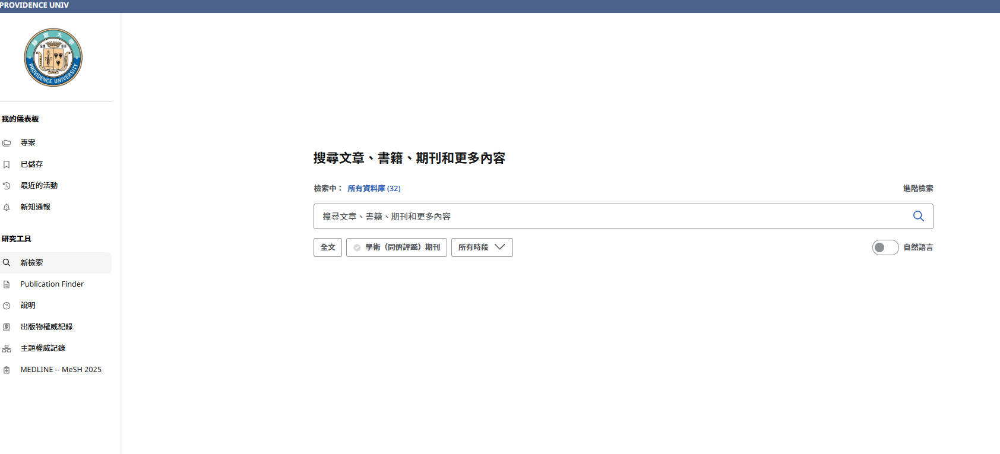 PROVIDENCE UNIV
靜宜大學
PROVIDENCE UNIVERSITY
我的儀表板
專案
已儲存
最近的活動
新知通報
研究工具
新檢索
Publication Finder
說明
出版物權威記錄
主題權威記錄
MEDLINE -- MeSH 2025
搜尋文章、書籍、期刊和更多內容
檢索中： 所有資料庫 (32)
進階檢索
搜尋文章、書籍、期刊和更多內容
全文
學術（同儕評鑑）期刊
所有時段
自然語言